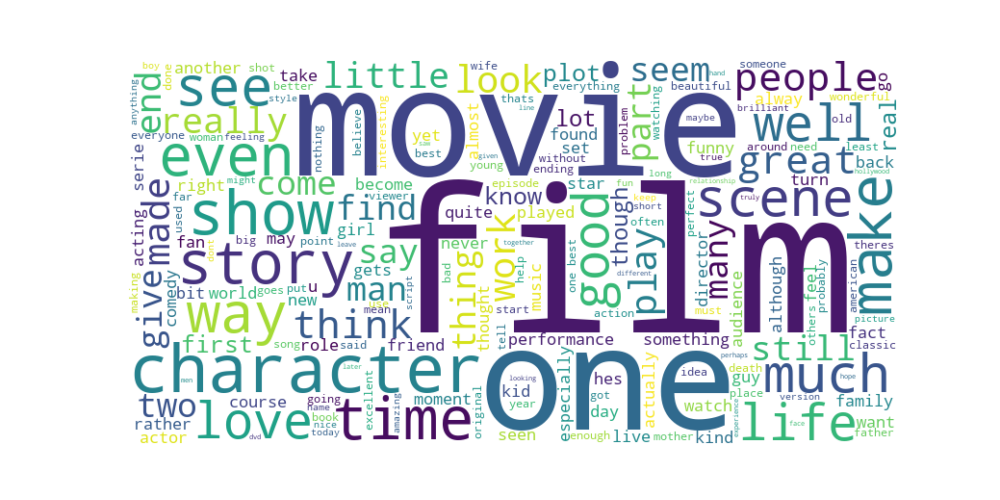 movie
film
one
character
story
show
time
way
even
see
scene
make
life
much
well
good
great
people
love
think
work
really
little
look
seem
part
play
many
thing
made
give
end
find
come
say
man
still
two
first
know
plot
lot
another
shot
take
better
style
boy
done
anything
everyone
woman
feeling
serie
acting
nothing
believe
interesting
yet
best
almost
wife
thats
line
everything
found
set
without
ending
young
given
problem
watching
beautiful
hand
someone
alway
wonderful
brilliant
maybe
funny
true
around
need
old
least
real
go
back
turn
hollywood
relationship
right
might
far
used
become
viewer
fan
big
may
point
leave
girl
quite
played
episode
star
fun
never
bad
thought
together
help
one best
music
though
often
long
keep
short
perfect
truly
different
director
action
start
tell
script
gets
mean
use
u
new
put
goes
world
bit
comedy
making
song
said
role
friend
performance
something
idea
audience
although
others
feel
probably
american
picture
theres
must
fact
classic
death
perhaps
guy
place
version
hope
family
want
father
experience
face
watch
actually
got
day
hes
kid
year
looking
especially
enough
live
mother
kind
seen
original
moment
excellent
amazing
later
men
course
rather
actor
going
name
book
nice
today
dvd
dont